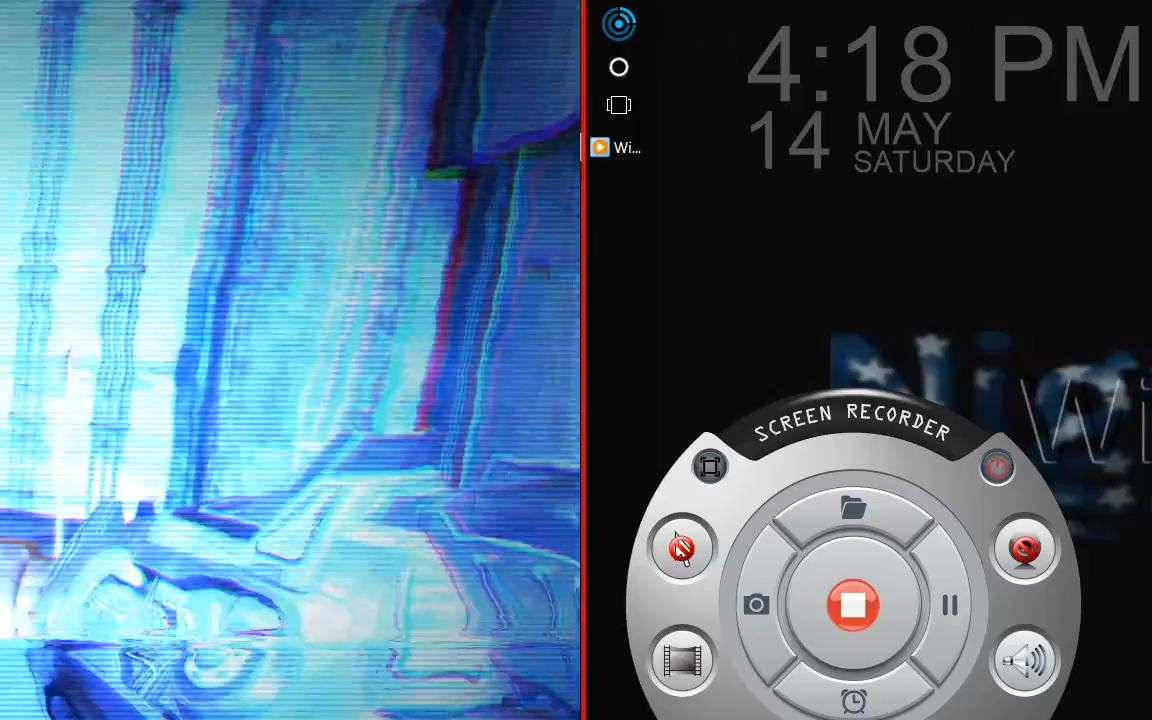 4:18 PM
14 MAY
SATURDAY
Wi...
SCREEN RECORDER